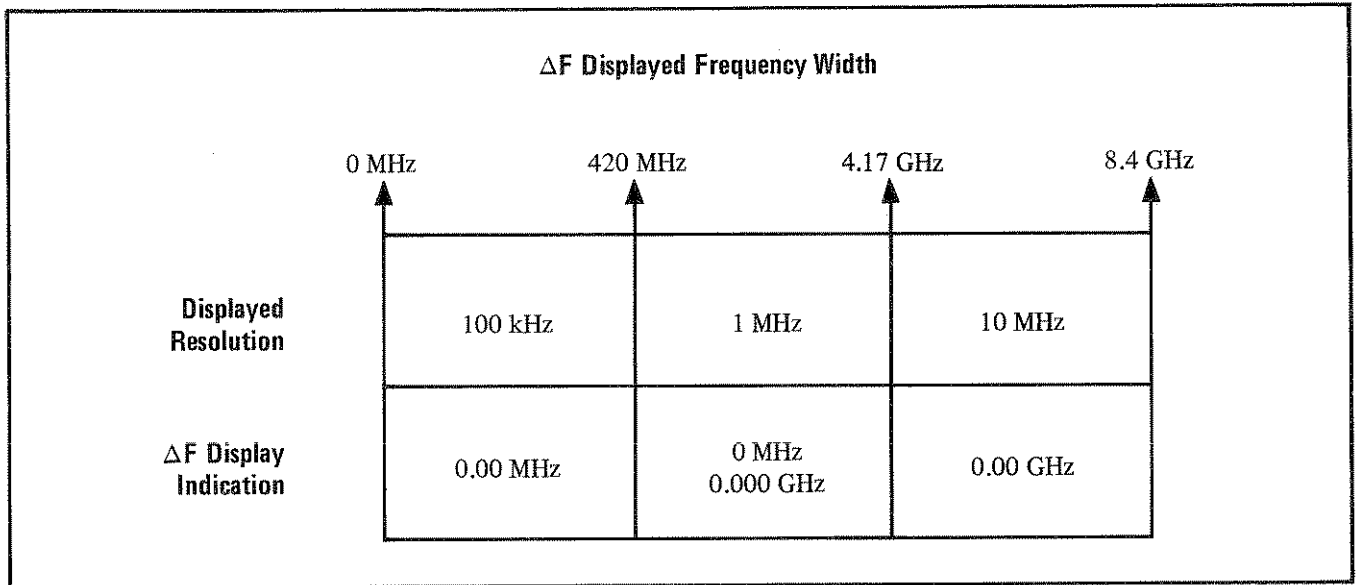 ΔF Displayed Frequency Width
0 MHz 420 MHz 4.17 GHz 8.4 GHz
Displayed
Resolution
100 kHz 1 MHz 10 MHz
ΔF Display
Indication
0.00 MHz 0 MHz 0.00 GHz
0.000 GHz